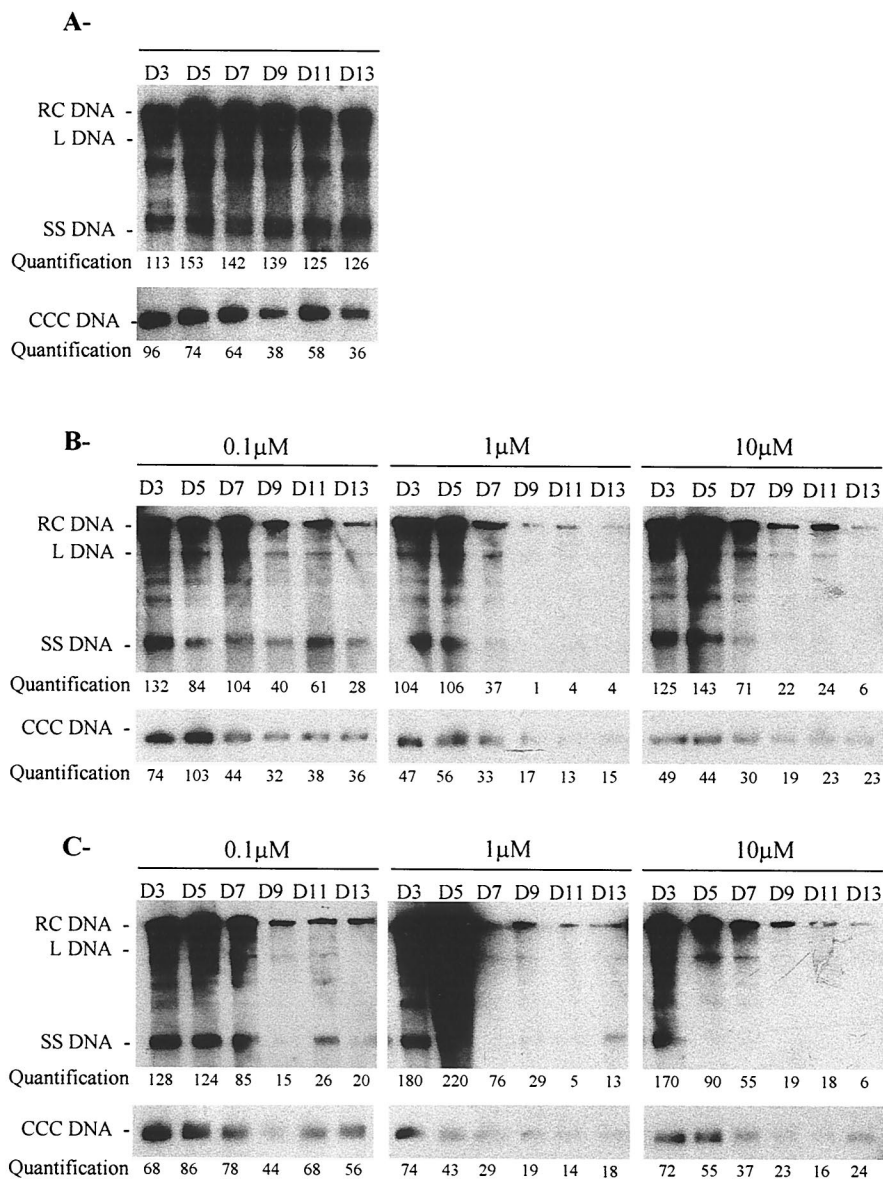 A-
D3 D5 D7 D9 D11 D13
RC DNA -
L DNA -
SS DNA -
Quantification 113 153 142 139 125 126
CCC DNA -
Quantification 96 74 64 38 58 36
B-
0.1µM 1µM 10µM
D3 D5 D7 D9 D11 D13 D3 D5 D7 D9 D11 D13 D3 D5 D7 D9 D11 D13
RC DNA -
L DNA -
SS DNA -
Quantification 132 84 104 40 61 28 104 106 37 1 4 4 125 143 71 22 24 6
CCC DNA -
Quantification 74 103 44 32 38 36 47 56 33 17 13 15 49 44 30 19 23 23
C-
0.1µM 1µM 10µM
D3 D5 D7 D9 D11 D13 D3 D5 D7 D9 D11 D13 D3 D5 D7 D9 D11 D13
RC DNA -
L DNA -
SS DNA -
Quantification 128 124 85 15 26 20 180 220 76 29 5 13 170 90 55 19 18 6
CCC DNA -
Quantification 68 86 78 44 68 56 74 43 29 19 14 18 72 55 37 23 16 24